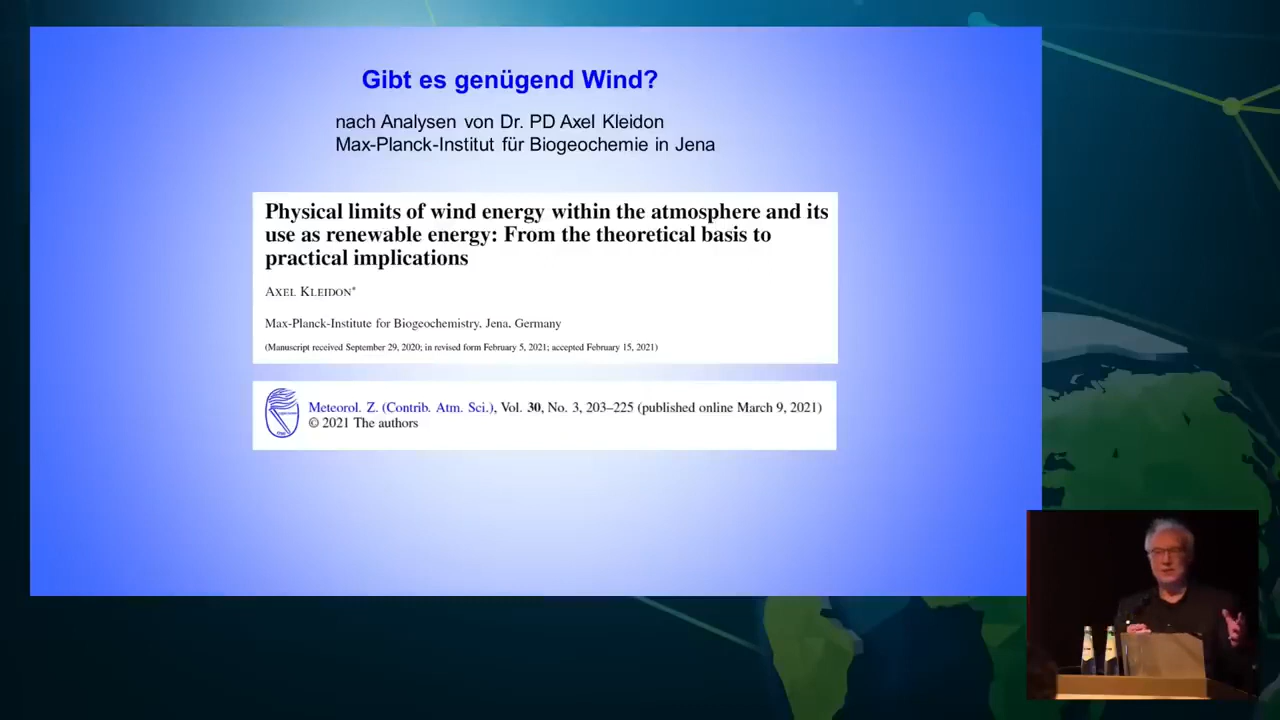 Gibt es genügend Wind?
nach Analysen von Dr. PD Axel Kleidon
Max-Planck-Institut für Biogeochemie in Jena
Physical limits of wind energy within the atmosphere and its
use as renewable energy: From the theoretical basis to
practical implications
AXEL KLEIDON*
Max-Planck-Institute for Biogeochemistry, Jena, Germany
(Manuscript received September 29, 2020; in revised form February 5, 2021; accepted February 15, 2021)
Meteorol. Z. (Contrib. Atm. Sci.), Vol. 30, No. 3, 203–225 (published online March 9, 2021)
© 2021 The authors